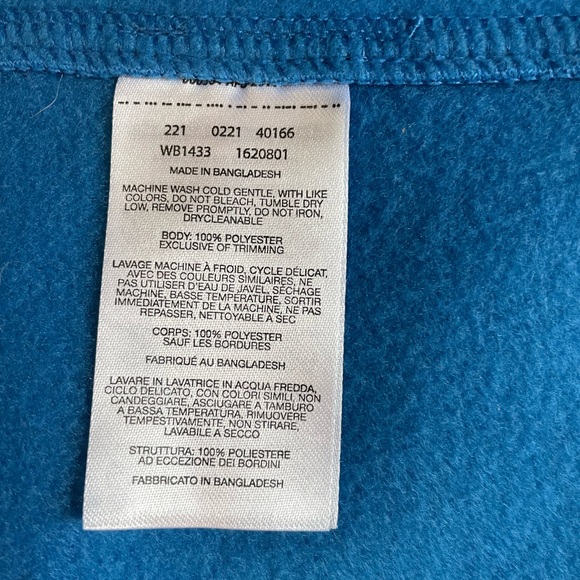 221 0221 40166
WB1433 1620801
MADE IN BANGLADESH
MACHINE WASH COLD GENTLE, WITH LIKE
COLORS, DO NOT BLEACH, TUMBLE DRY
LOW, REMOVE PROMPTLY, DO NOT IRON,
DRYCLEANABLE
BODY: 100% POLYESTER
EXCLUSIVE OF TRIMMING
LAVAGE MACHINE À FROID, CYCLE DÉLICAT,
AVEC DES COULEURS SIMILAIRES, NE
PAS UTILISER D'EAU DE JAVEL, SÉCHAGE
MACHINE, BASSE TEMPERATURE, SORTIR
IMMÉDIATEMENT DE LA MACHINE, NE PAS
REPASSER, NETTOYABLE À SEC
CORPS: 100% POLYESTER
SAUF LES BORDURES
FABRIQUÉ AU BANGLADESH
LAVARE IN LAVATRICE IN ACQUA FREDDA,
CICLO DELICATO, CON COLORI SIMILI, NON
CANDEGGIARE, ASCIUGARE A TAMBURO
A BASSA TEMPERATURA, RIMUOVERE
TEMPESTIVAMENTE, NON STIRARE,
LAVABILE A SECCO
STRUTTURA: 100% POLIESTERE
AD ECCEZIONE DEI BORDINI
FABBRICATO IN BANGLADESH